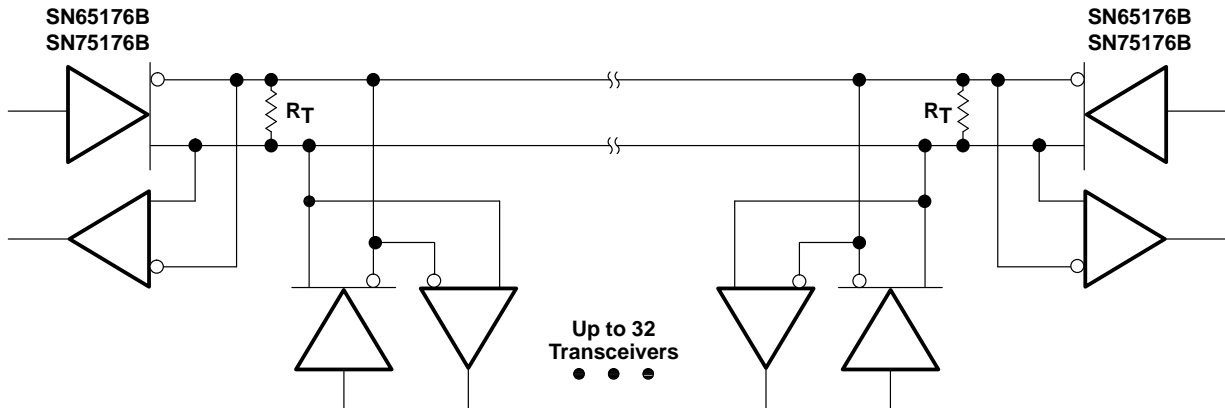 SN65176B
SN75176B
SN65176B
SN75176B
RT
RT
Up to 32
Transceivers